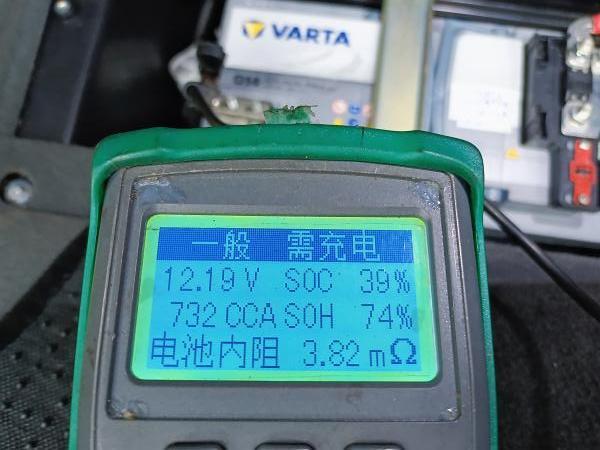 VARTA
一般 需充电
12.19 V SOC 39%
732 CCA SOH 74%
电池内阻 3.82 mΩ